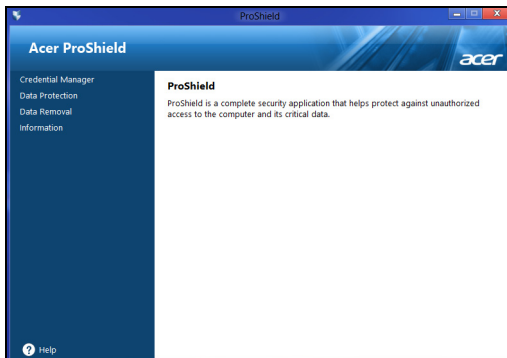 ProShield
Acer ProShield
acer
Credential Manager
Data Protection
Data Removal
Information
ProShield
ProShield is a complete security application that helps protect against unauthorized
access to the computer and its critical data.
Help